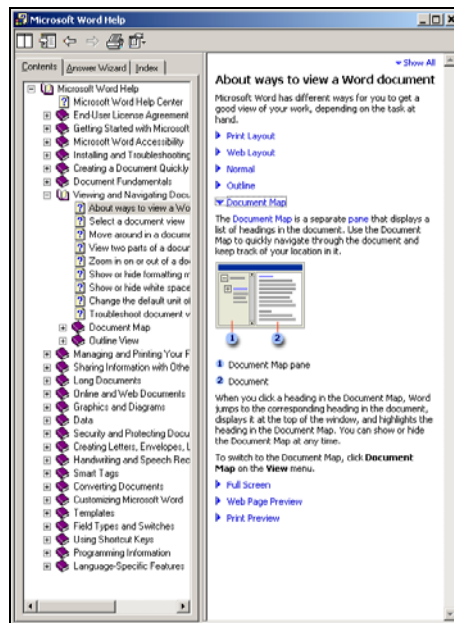 Microsoft Word Help
Contents Answer Wizard Index
Microsoft Word Help
Microsoft Word Help Center
End-User License Agreement
Getting Started with Microsoft
Microsoft Word Accessibility
Installing and Troubleshooting
Creating a Document Quickly
Document Fundamentals
Viewing and Navigating Docu
About ways to view a Wo
Select a document view
Move around in a docume
View two parts of a docur
Zoom in on or out of a do
Show or hide formatting m
Show or hide white space
Change the default unit of
Troubleshoot document v
Document Map
Outline View
Managing and Printing Your F
Sharing Information with Othe
Long Documents
Online and Web Documents
Graphics and Diagrams
Data
Security and Protecting Docu
Creating Letters, Envelopes, L
Handwriting and Speech Rec
Smart Tags
Converting Documents
Customizing Microsoft Word
Templates
Field Types and Switches
Using Shortcut Keys
Programming Information
Language-Specific Features
Show All
About ways to view a Word document
Microsoft Word has different ways for you to get a
good view of your work, depending on the task at
hand.
Print Layout
Web Layout
Normal
Outline
Document Map
The Document Map is a separate pane that displays a
list of headings in the document. Use the Document
Map to quickly navigate through the document and
keep track of your location in it.
1 2
1 Document Map pane
2 Document
When you click a heading in the Document Map, Word
jumps to the corresponding heading in the document,
displays it at the top of the window, and highlights the
heading in the Document Map. You can show or hide
the Document Map at any time.
To switch to the Document Map, click Document
Map on the View menu.
Full Screen
Web Page Preview
Print Preview